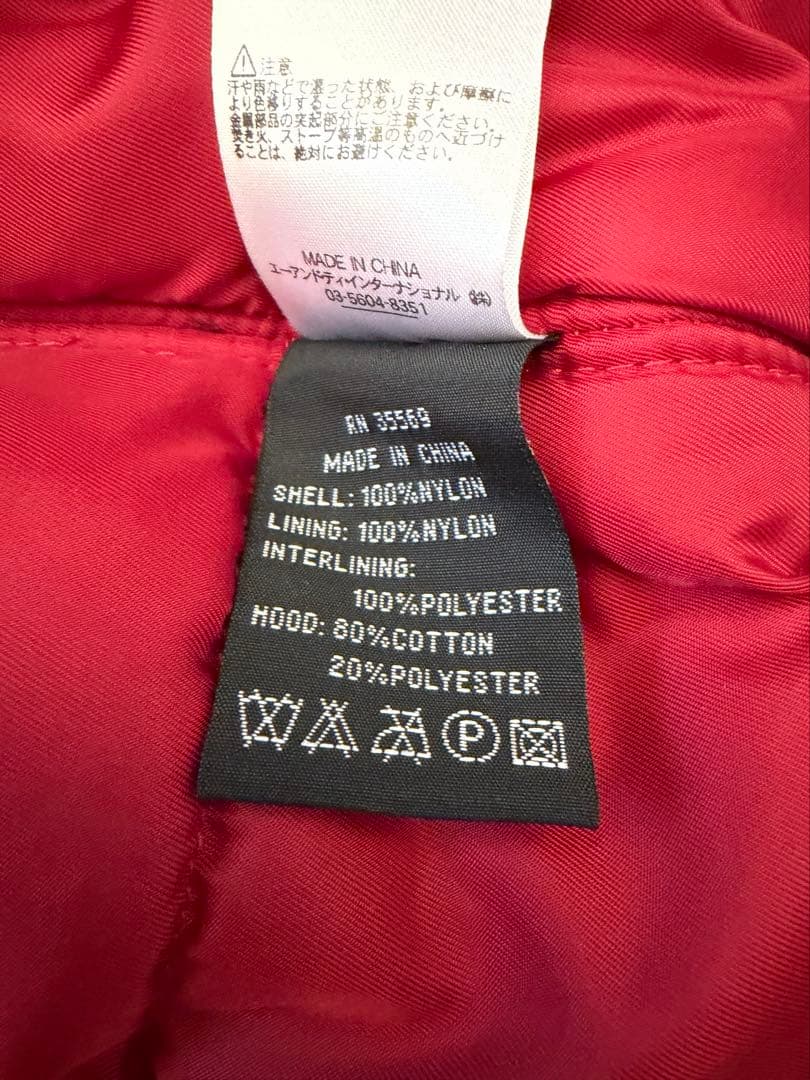 注意
汗や雨などで湿った状態、および摩擦に
より色移りすることがあります。
金属部品の突起部分にご注意ください。
焚き火、ストーブ等高温のものへ近づけ
ることは、絶対にお避けください。
MADE IN CHINA
エーアンドティ・インターナショナル ㈱
03-5604-8351
RN 35569
MADE IN CHINA
SHELL: 100%NYLON
LINING: 100%NYLON
INTERLINING:
100%POLYESTER
HOOD: 80%COTTON
20%POLYESTER
P